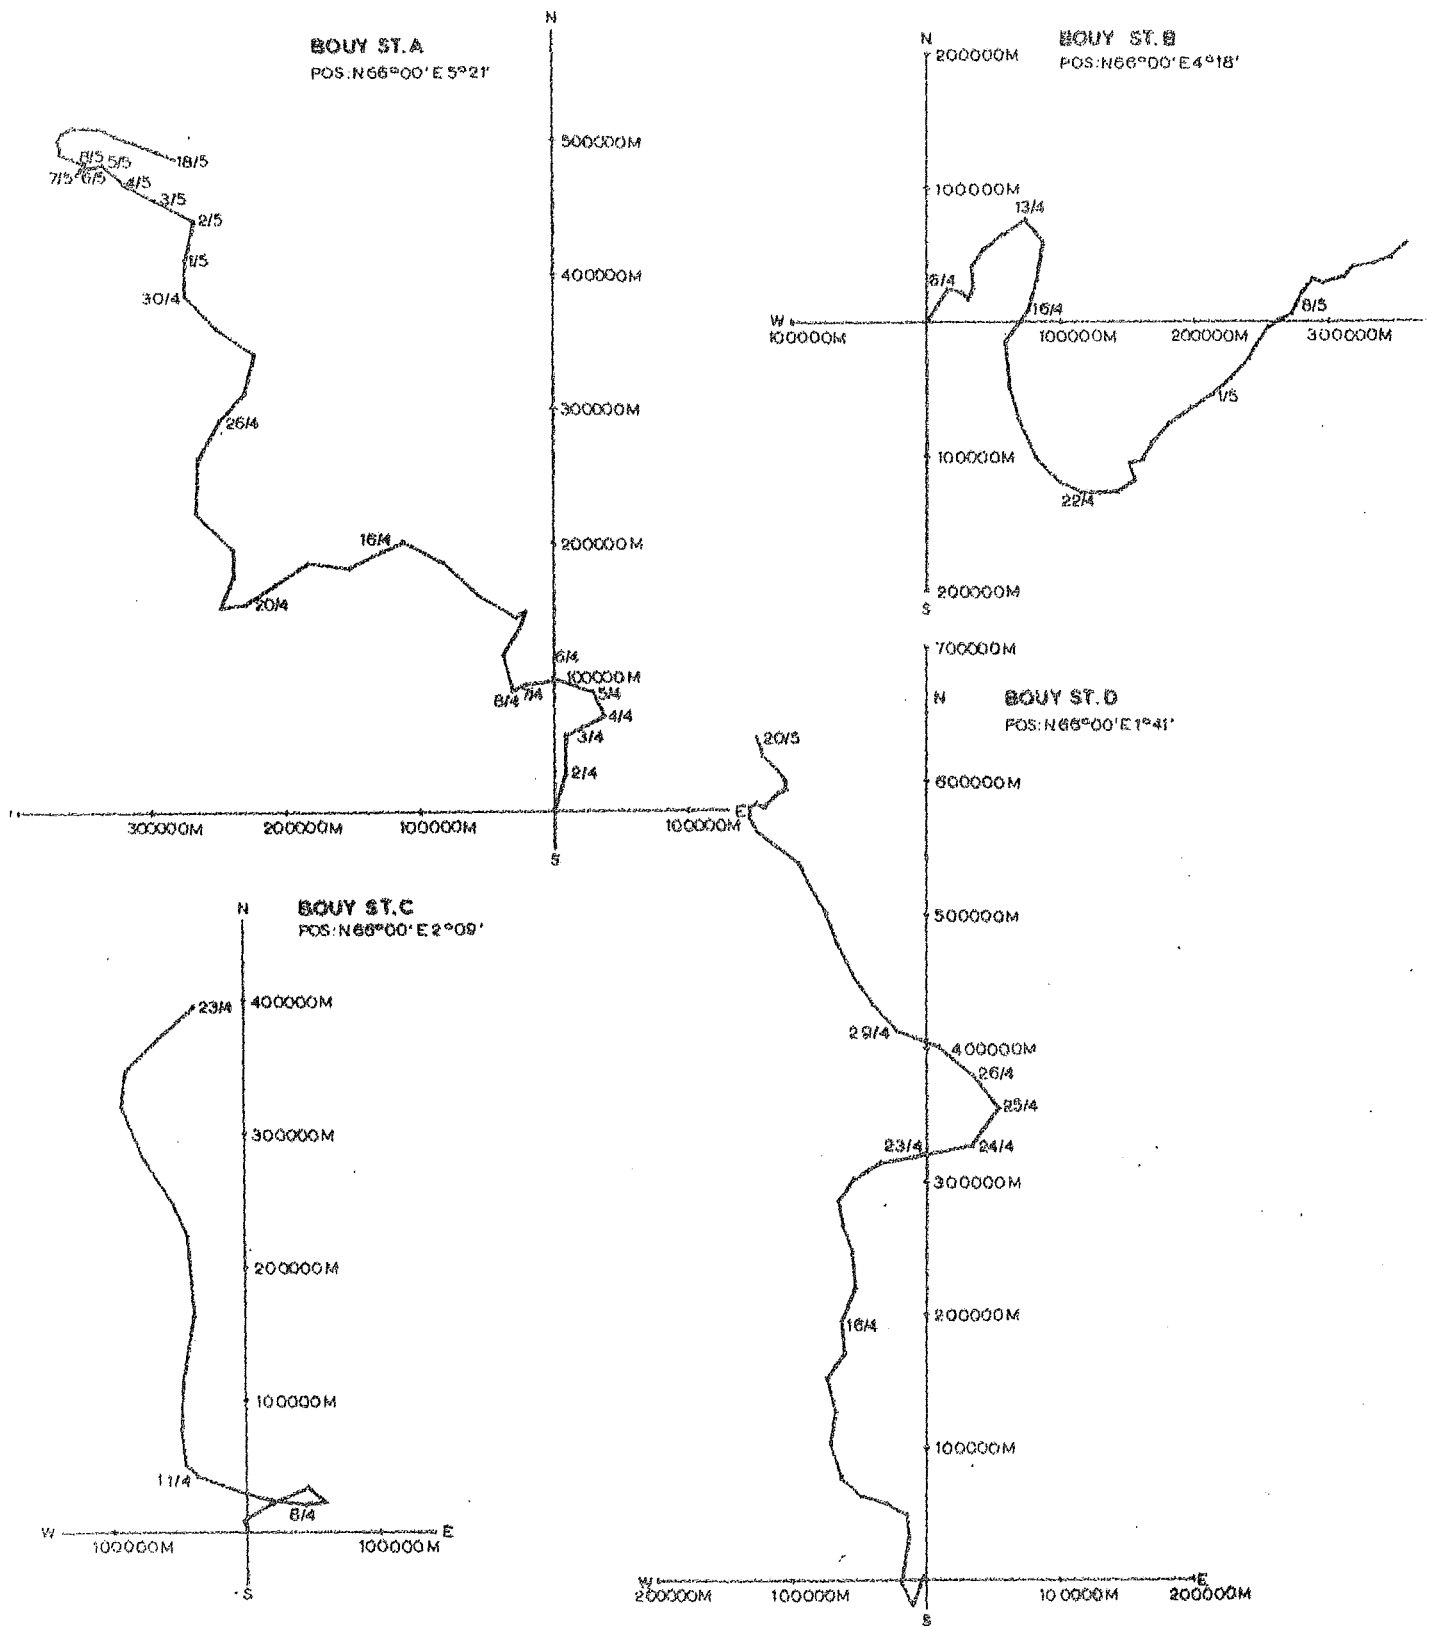 N
BOUY ST. A
POS: N66°00' E5°21'
500000M
18/5
8/5
5/5
7/5
6/5
4/5
3/5
2/5
1/5
400000M
30/4
300000M
26/4
200000M
16/4
20/4
6/4
100000M
8/4
7/4
5/4
4/4
3/4
2/4
300000M
200000M
100000M
100000M
E
S
N
BOUY ST. B
POS: N66°00' E4°18'
200000M
100000M
13/4
6/4
16/4
8/5
W
100000M
100000M
200000M
300000M
1/5
100000M
22/4
200000M
S
BOUY ST. C
POS: N66°00' E2°09'
N
23/4
400000M
300000M
200000M
100000M
11/4
8/4
W
100000M
100000M
E
S
700000M
N
BOUY ST. D
POS: N66°00' E1°41'
20/5
600000M
500000M
29/4
400000M
26/4
25/4
23/4
24/4
300000M
200000M
16/4
100000M
W
200000M
100000M
100000M
E
200000M
S